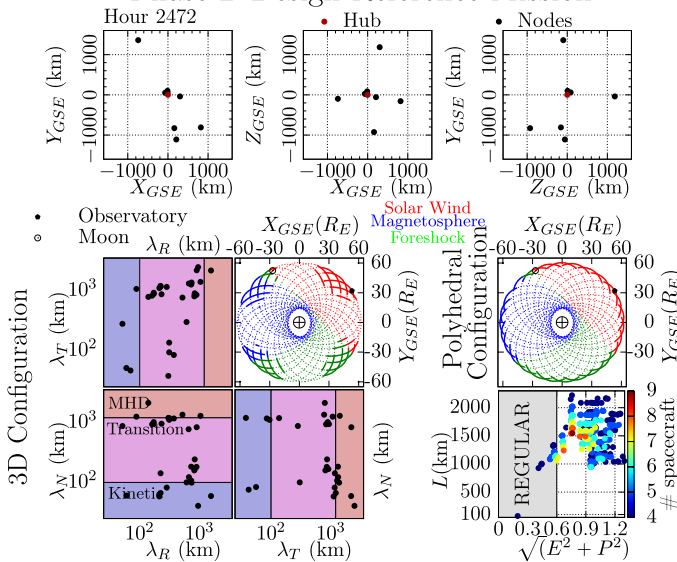 Phase B Design Reference Mission
Hour 2472
Hub
Nodes
Y_GSE (km)
1000
0
−1000
−1000 0 1000
X_GSE (km)
Z_GSE (km)
1000
0
−1000
−1000 0 1000
X_GSE (km)
Y_GSE (km)
1000
0
−1000
−1000 0 1000
Z_GSE (km)
Observatory
Moon
Solar Wind
Magnetosphere
Foreshock
3D Configuration
λ_R (km)
λ_T (km)
10^3
10^2
X_GSE(R_E)
-60 -30 0 30 60
60
30
0
-30
-60
Y_GSE(R_E)
Polyhedral
Configuration
X_GSE(R_E)
-60 -30 0 30 60
60
30
0
-30
-60
Y_GSE(R_E)
MHD
Transition
Kinetic
λ_N (km)
10^3
10^2
10^2 10^3
λ_R (km)
10^2 10^3
λ_T (km)
λ_N (km)
REGULAR
L(km)
2000
1500
1000
500
100
0 0.3 0.6 0.9 1.2
√(E^2 + P^2)
9
8
7
6
5
4
# spacecraft